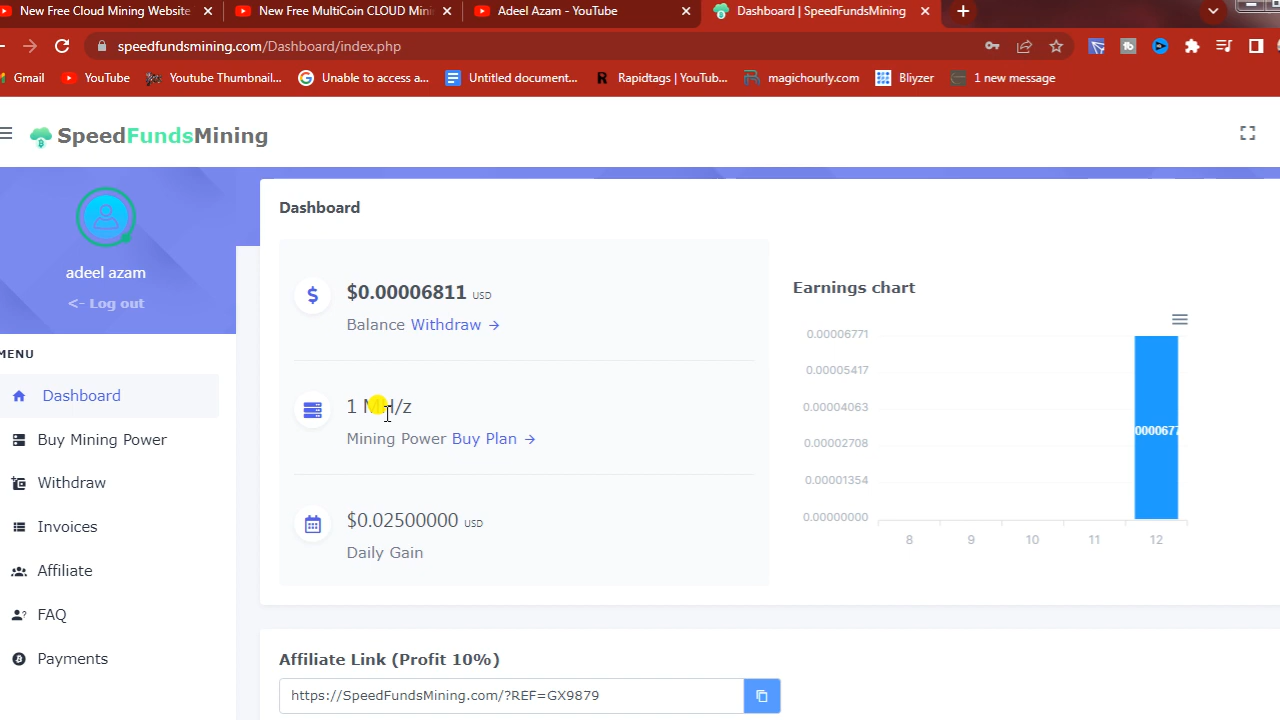 New Free Cloud Mining Website
New Free MultiCoin CLOUD Mini
Adeel Azam - YouTube
Dashboard | SpeedFundsMining
speedfundsmining.com/Dashboard/index.php
Gmail
YouTube
Youtube Thumbnail...
Unable to access a...
Untitled document...
Rapidtags | YouTub...
magichourly.com
Bliyzer
1 new message
SpeedFundsMining
adeel azam
<- Log out
MENU
Dashboard
Buy Mining Power
Withdraw
Invoices
Affiliate
FAQ
Payments
Dashboard
$0.00006811 USD
Balance Withdraw →
1 MH/z
Mining Power Buy Plan →
$0.02500000 USD
Daily Gain
Earnings chart
0.00006771
0.00005417
0.00004063
0.00002708
0.00001354
0.00000000
000067
8 9 10 11 12
Affiliate Link (Profit 10%)
https://SpeedFundsMining.com/?REF=GX9879